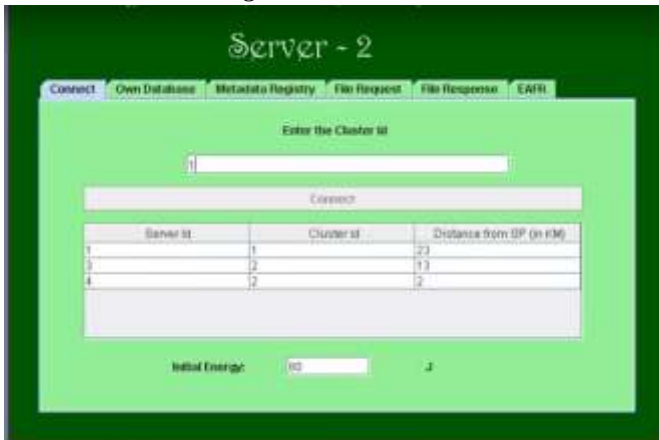 Server - 2
Connect Own Database Metadata Registry File Request File Response EAFR
Enter the Cluster Id
1
Connect
Server Id Cluster id Distance from SP (in KM)
1 1 23
3 2 13
4 2 2
Initial Energy: 60 J